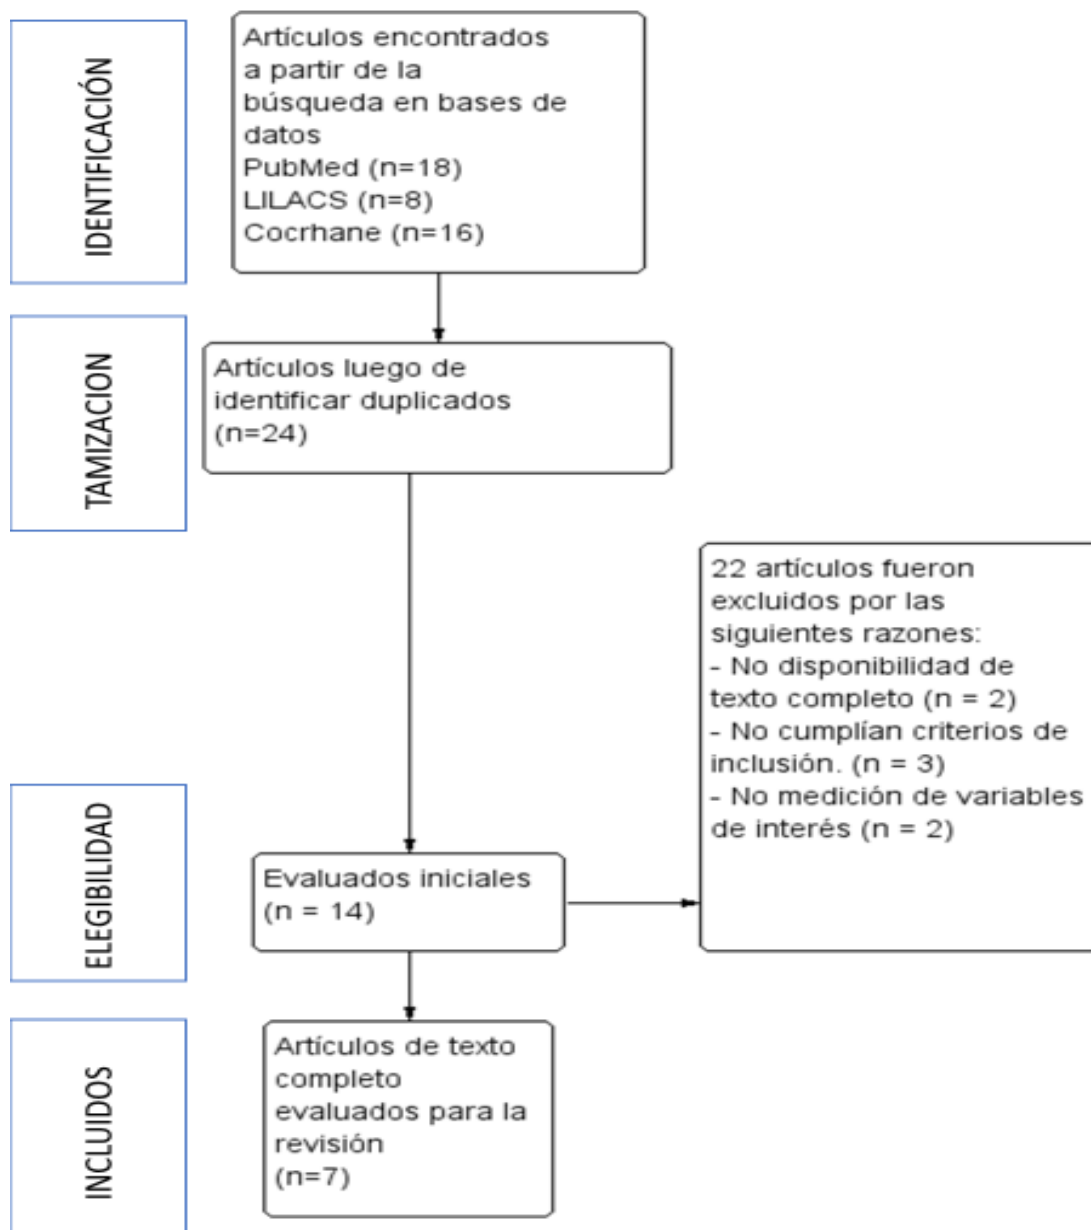 IDENTIFICACIÓN
Artículos encontrados
a partir de la
búsqueda en bases de
datos
PubMed (n=18)
LILACS (n=8)
Cocrhane (n=16)
TAMIZACION
Artículos luego de
identificar duplicados
(n=24)
22 artículos fueron
excluidos por las
siguientes razones:
- No disponibilidad de
texto completo (n = 2)
- No cumplían criterios de
inclusión. (n = 3)
- No medición de variables
de interés (n = 2)
ELEGIBILIDAD
Evaluados iniciales
(n = 14)
INCLUIDOS
Artículos de texto
completo
evaluados para la
revisión
(n=7)